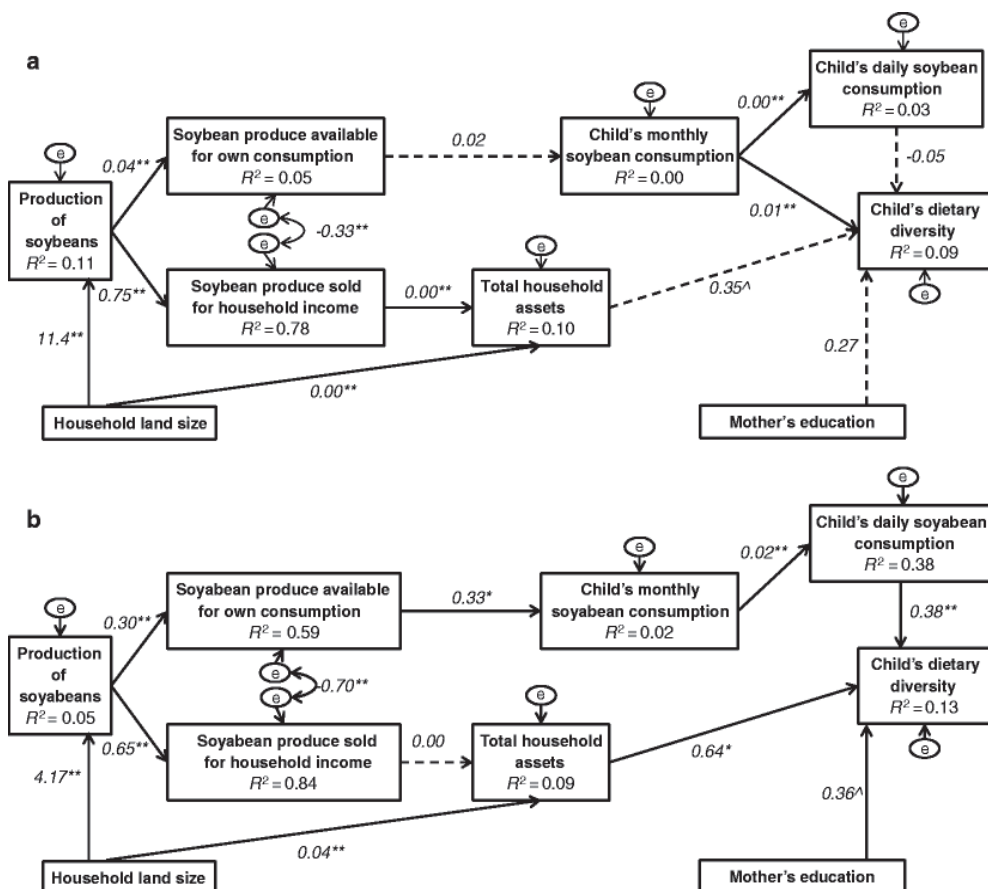 a
e
Child's daily soybean
consumption
R² = 0.03
e
Soybean produce available
for own consumption
R² = 0.05
0.02
Child's monthly
soybean consumption
R² = 0.00
0.00**
-0.05
e
0.04**
Production
of
soybeans
R² = 0.11
e
e
-0.33**
0.01**
Child's dietary
diversity
R² = 0.09
e
0.75**
Soybean produce sold
for household income
R² = 0.78
0.00**
e
Total household
assets
R² = 0.10
0.35^
11.4**
0.00**
0.27
Household land size
Mother's education
b
e
Child's daily soyabean
consumption
R² = 0.38
e
Soyabean produce available
for own consumption
R² = 0.59
0.33*
Child's monthly
soyabean consumption
R² = 0.02
0.02**
0.38**
e
0.30**
Production
of
soyabeans
R² = 0.05
e
e
-0.70**
Child's dietary
diversity
R² = 0.13
e
0.65**
Soyabean produce sold
for household income
R² = 0.84
0.00
e
Total household
assets
R² = 0.09
0.64*
4.17**
0.04**
0.36^
Household land size
Mother's education